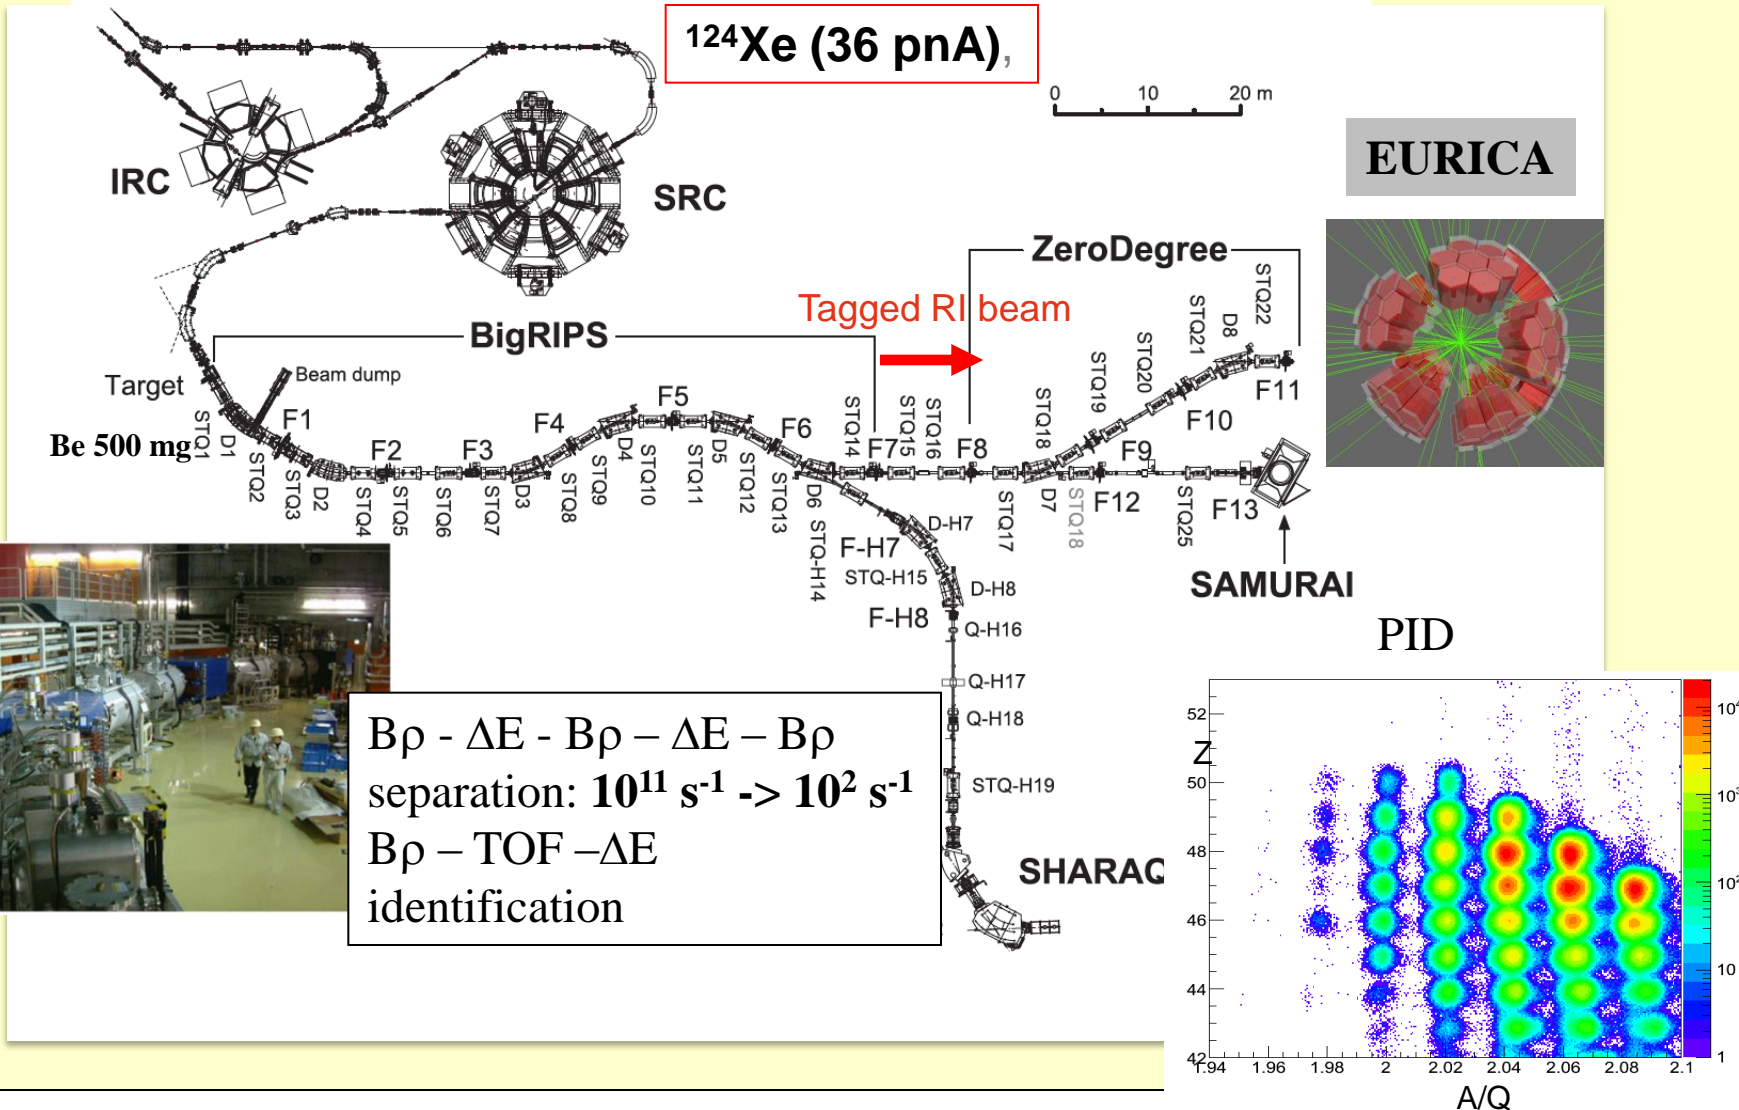 ¹²⁴Xe (36 pnA),
0 10 20 m
EURICA
IRC
SRC
ZeroDegree
Tagged RI beam
BigRIPS
Target
Beam dump
Be 500 mg
F1
F2
F3
F4
F5
F6
F7
F8
F9
F10
F11
F12
F13
STQ1
D1
STQ2
STQ3
D2
STQ4
STQ5
STQ6
STQ7
D3
STQ8
STQ9
D4
STQ10
STQ11
D5
STQ12
STQ13
D6
STQ14
STQ15
STQ16
STQ17
STQ18
D7
STQ18
STQ19
STQ20
STQ21
D8
STQ22
STQ25
STQ-H14
F-H7
D-H7
STQ-H15
D-H8
F-H8
Q-H16
Q-H17
Q-H18
STQ-H19
SHARAQ
SAMURAI
Bρ - ΔE - Bρ – ΔE – Bρ
separation: 10¹¹ s⁻¹ -> 10² s⁻¹
Bρ – TOF –ΔE
identification
PID
Z
52
50
48
46
44
42
1.94 1.96 1.98 2 2.02 2.04 2.06 2.08 2.1
A/Q
10⁴
10³
10²
10
1